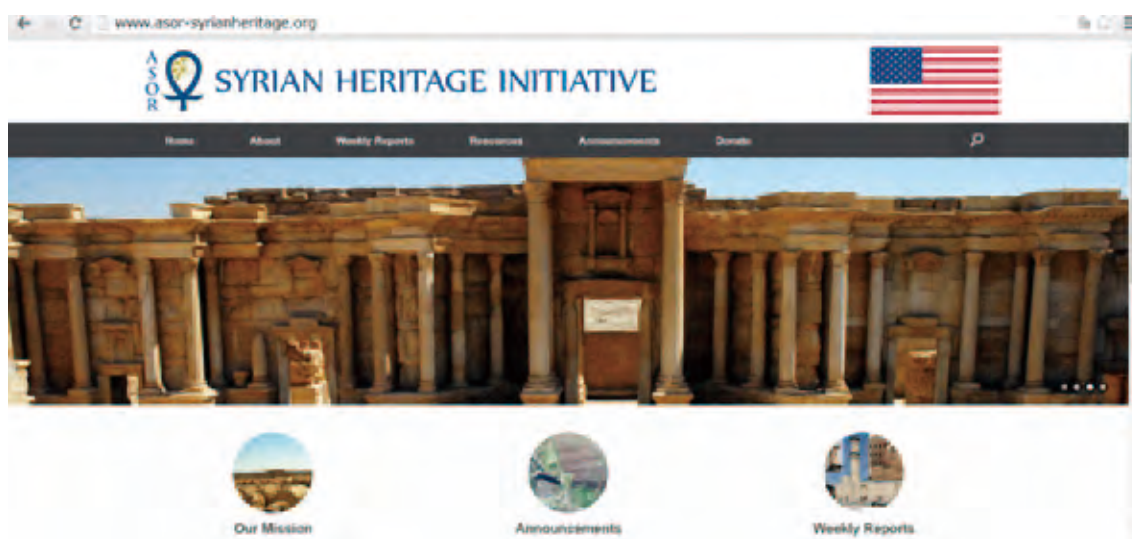 www.asor-syrianheritage.org
ASOR
SYRIAN HERITAGE INITIATIVE
Home About Weekly Reports Resources Announcements Donate
Our Mission Announcements Weekly Reports